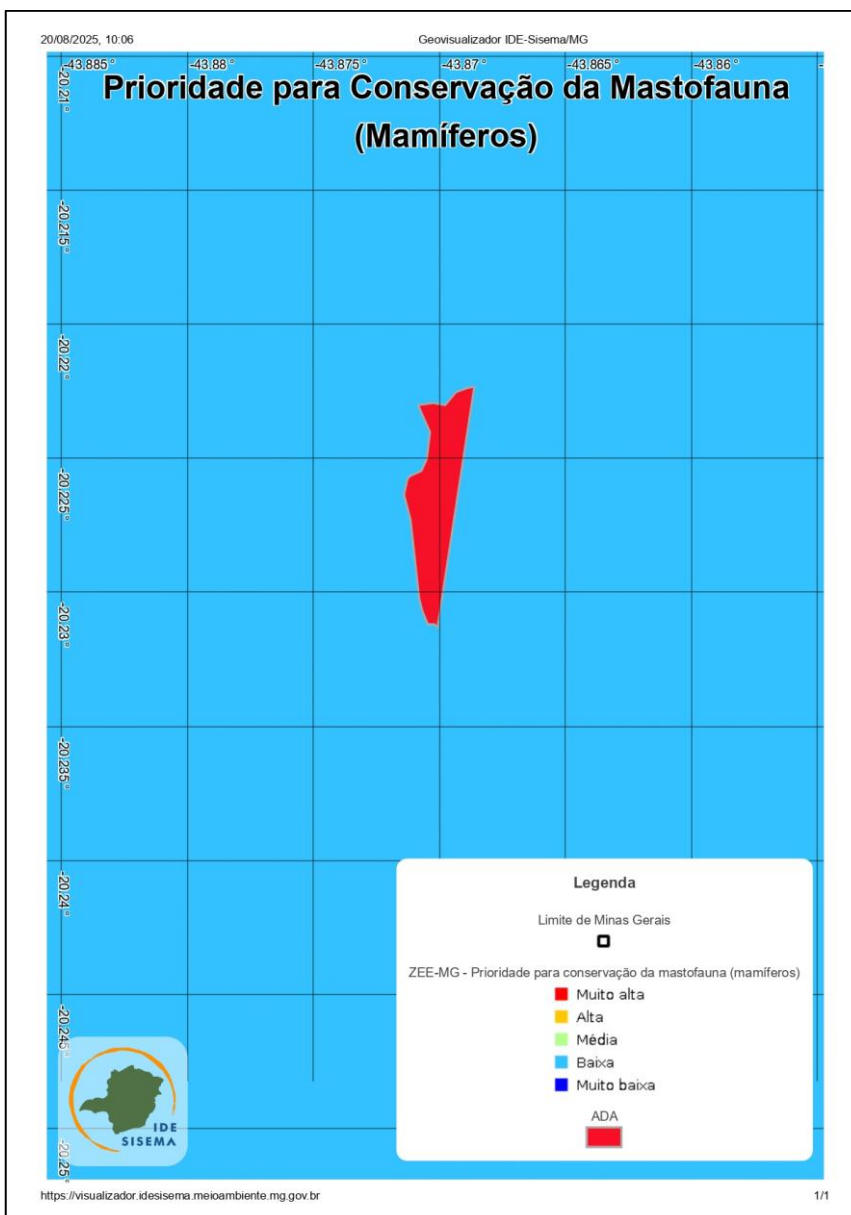 20/08/2025, 10:06
Geovisualizador IDE-Sisema/MG
-43.885° -43.88° -43.875° -43.87° -43.865° -43.86°
Prioridade para Conservação da Mastofauna
(Mamíferos)
-20.21°
-20.215°
-20.22°
-20.225°
-20.23°
-20.235°
-20.24°
-20.245°
-20.25°
Legenda
Limite de Minas Gerais
ZEE-MG - Prioridade para conservação da mastofauna (mamíferos)
Muito alta
Alta
Média
Baixa
Muito baixa
ADA
IDE
SISEMA
https://visualizador.idesisema.meioambiente.mg.gov.br
1/1